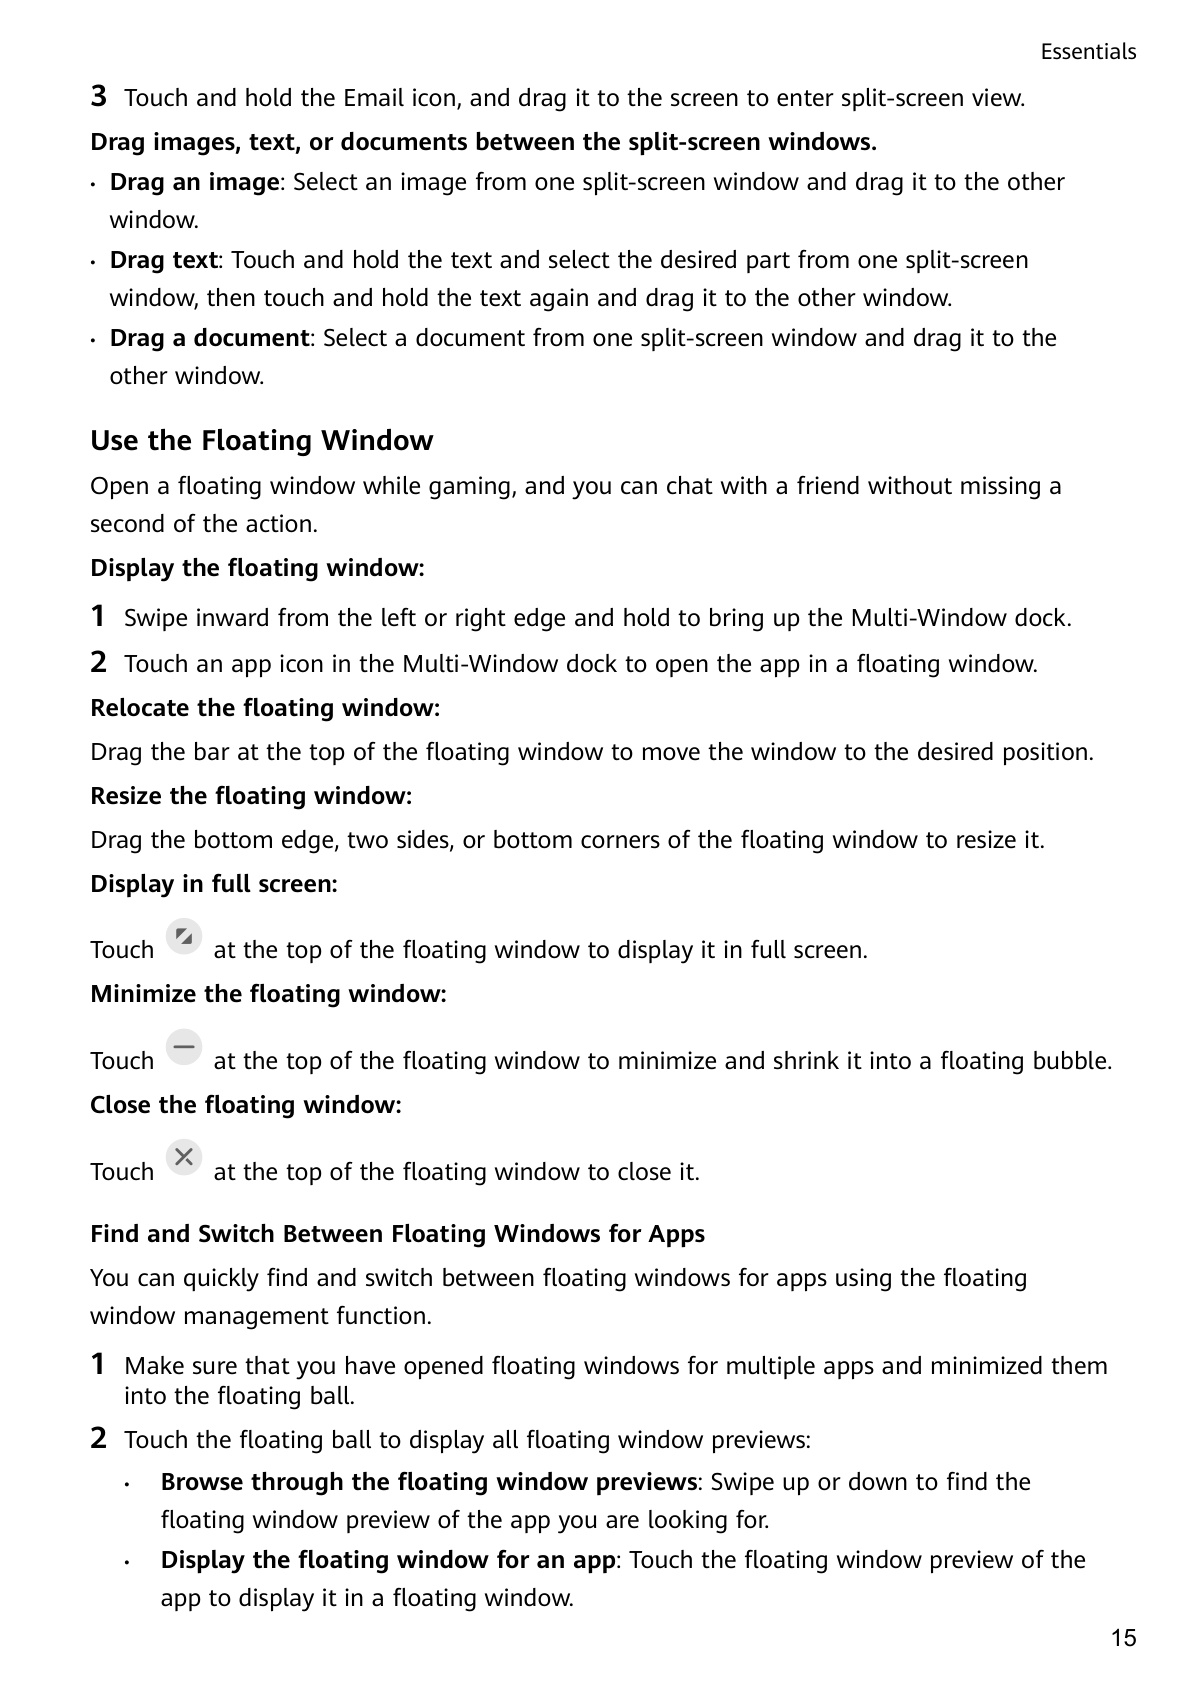 Essentials
3 Touch and hold the Email icon, and drag it to the screen to enter split-screen view.
Drag images, text, or documents between the split-screen windows.
• Drag an image: Select an image from one split-screen window and drag it to the other
window.
• Drag text: Touch and hold the text and select the desired part from one split-screen
window, then touch and hold the text again and drag it to the other window.
• Drag a document: Select a document from one split-screen window and drag it to the
other window.
Use the Floating Window
Open a floating window while gaming, and you can chat with a friend without missing a
second of the action.
Display the floating window:
1 Swipe inward from the left or right edge and hold to bring up the Multi-Window dock.
2 Touch an app icon in the Multi-Window dock to open the app in a floating window.
Relocate the floating window:
Drag the bar at the top of the floating window to move the window to the desired position.
Resize the floating window:
Drag the bottom edge, two sides, or bottom corners of the floating window to resize it.
Display in full screen:
Touch at the top of the floating window to display it in full screen.
Minimize the floating window:
Touch at the top of the floating window to minimize and shrink it into a floating bubble.
Close the floating window:
Touch at the top of the floating window to close it.
Find and Switch Between Floating Windows for Apps
You can quickly find and switch between floating windows for apps using the floating
window management function.
1 Make sure that you have opened floating windows for multiple apps and minimized them
into the floating ball.
2 Touch the floating ball to display all floating window previews:
• Browse through the floating window previews: Swipe up or down to find the
floating window preview of the app you are looking for.
• Display the floating window for an app: Touch the floating window preview of the
app to display it in a floating window.
15